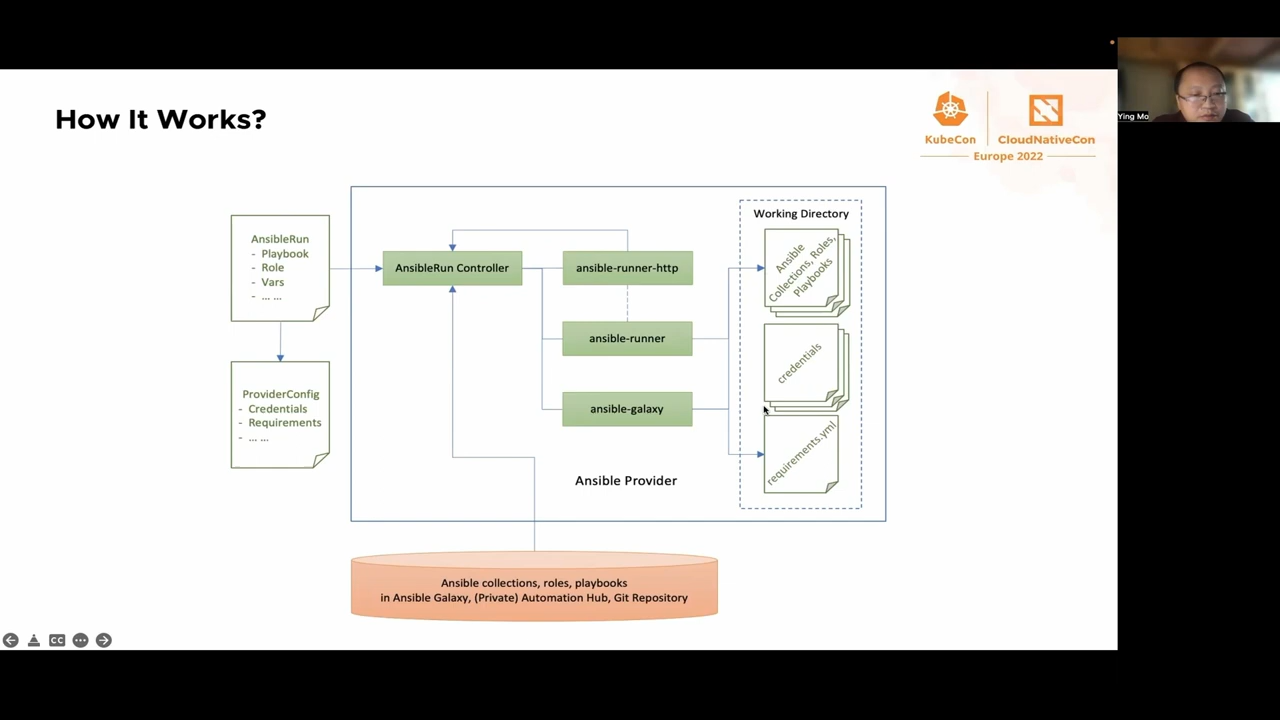 How It Works?
KubeCon
CloudNativeCon
Europe 2022
Ying Mo
AnsibleRun
- Playbook
- Role
- Vars
- ... ...
ProviderConfig
- Credentials
- Requirements
- ... ...
AnsibleRun Controller
ansible-runner-http
ansible-runner
ansible-galaxy
Ansible Provider
Working Directory
Ansible
Collections, Roles,
Playbooks
credentials
requirements.yml
Ansible collections, roles, playbooks
in Ansible Galaxy, (Private) Automation Hub, Git Repository
CC